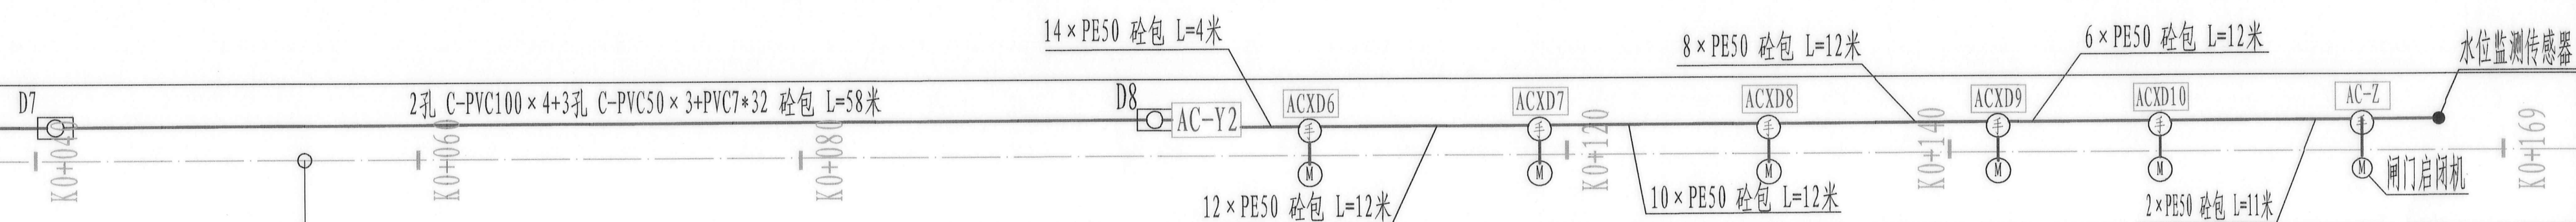 14×PE50 砼包 L=4米
8×PE50 砼包 L=12米
6×PE50 砼包 L=12米
水位监测传感器
D7
2孔 C-PVC100×4+3孔 C-PVC50×3+PVC7*32 砼包 L=58米
D8
AC-Y2
ACXD6
ACXD7
ACXD8
ACXD9
ACXD10
AC-Z
手
手
手
手
手
手
M
M
M
M
M
M
K0+040
K0+060
K0+080
K0+120
K0+140
K0+169
闸门启闭机
12×PE50 砼包 L=12米
10×PE50 砼包 L=12米
2×PE50 砼包 L=11米